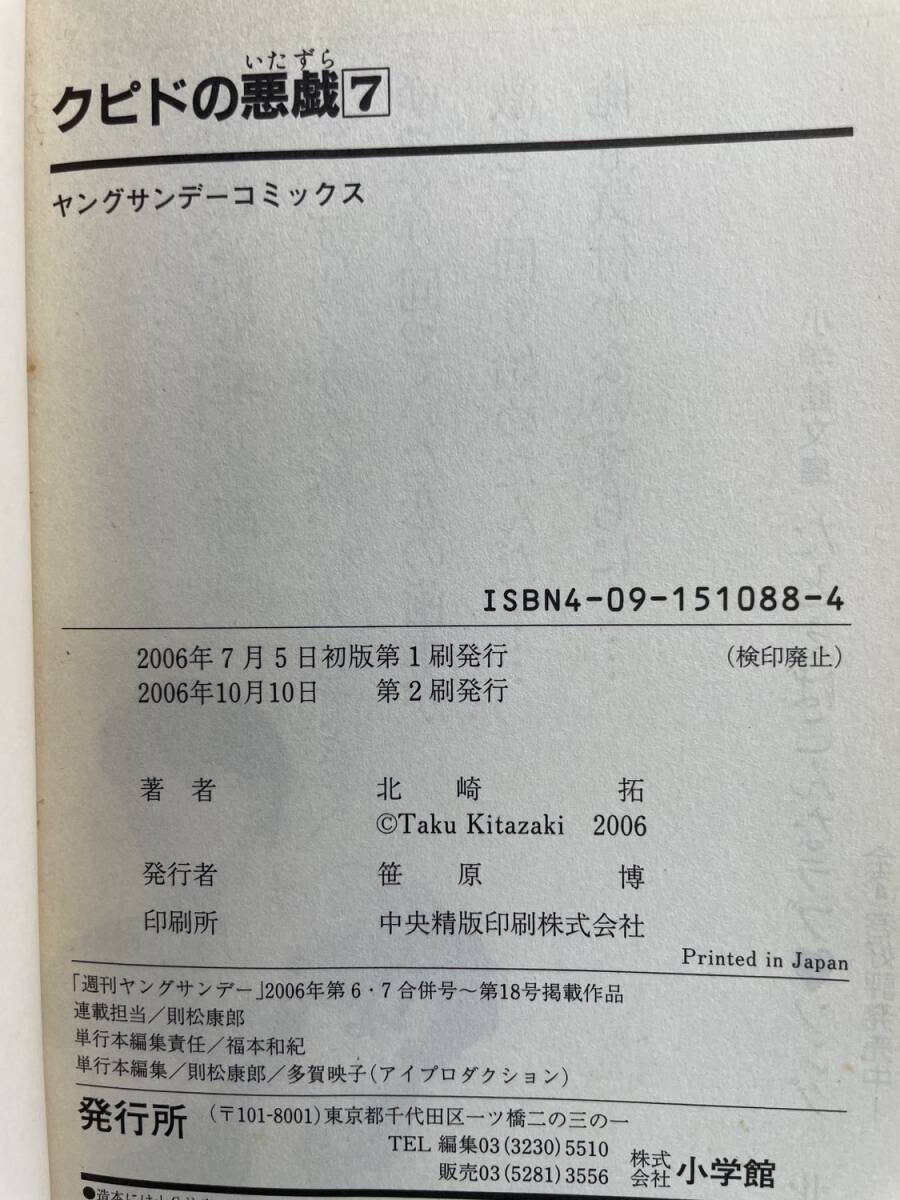 いたずら
クピドの悪戯7
ヤングサンデーコミックス
ISBN4-09-151088-4
2006年7月5日初版第1刷発行 (検印廃止)
2006年10月10日 第2刷発行
著者 北崎拓
©Taku Kitazaki 2006
発行者 笹原博
印刷所 中央精版印刷株式会社
Printed in Japan
「週刊ヤングサンデー」2006年第6・7合併号〜第18号掲載作品
連載担当/則松康郎
単行本編集責任/福本和紀
単行本編集/則松康郎/多賀映子(アイプロダクション)
発行所 (〒101-8001)東京都千代田区一ツ橋二の三の一
TEL 編集03(3230)5510
販売03(5281)3556
株式会社 小学館
●造本には